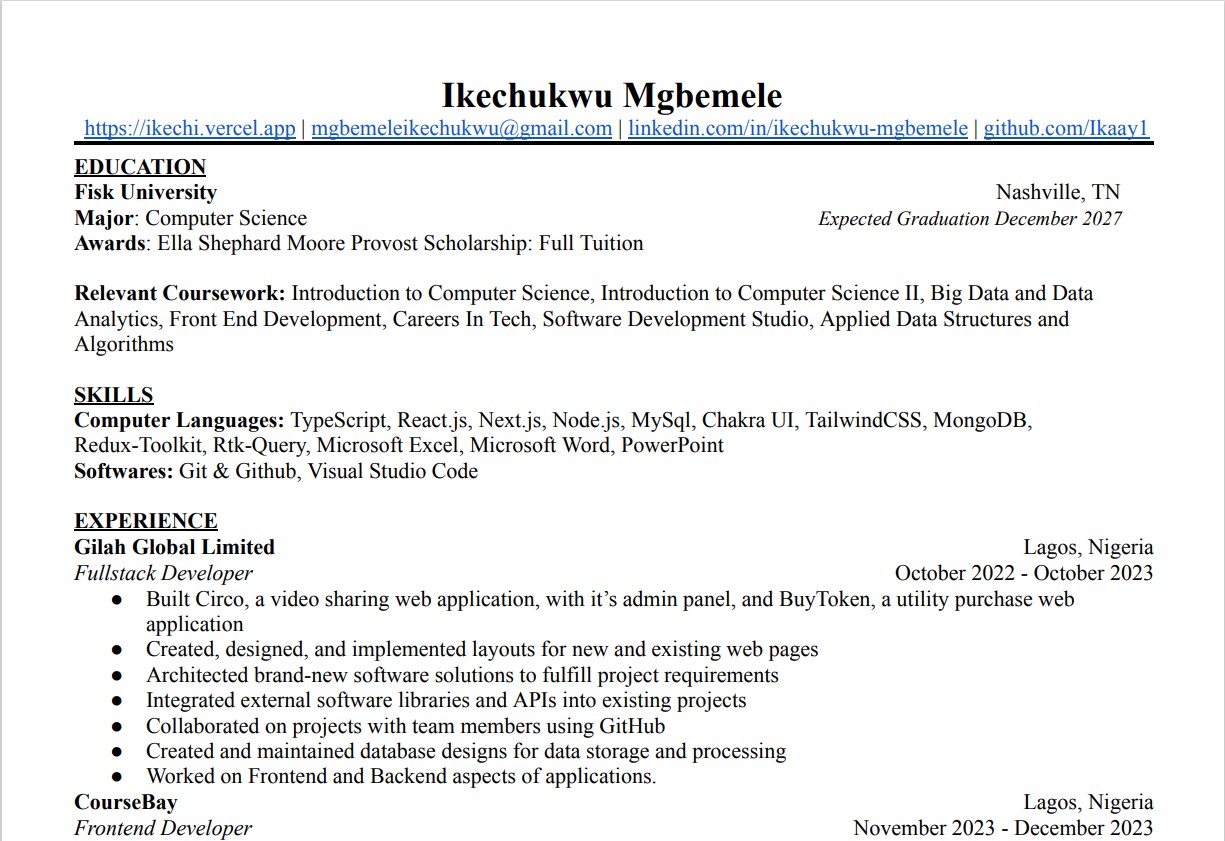 Ikechukwu Mgbemele
https://ikechi.vercel.app | mgbemeleikechukwu@gmail.com | linkedin.com/in/ikechukwu-mgbemele | github.com/Ikaay1
EDUCATION
Fisk University Nashville, TN
Major: Computer Science Expected Graduation December 2027
Awards: Ella Shephard Moore Provost Scholarship: Full Tuition
Relevant Coursework: Introduction to Computer Science, Introduction to Computer Science II, Big Data and Data
Analytics, Front End Development, Careers In Tech, Software Development Studio, Applied Data Structures and
Algorithms
SKILLS
Computer Languages: TypeScript, React.js, Next.js, Node.js, MySql, Chakra UI, TailwindCSS, MongoDB,
Redux-Toolkit, Rtk-Query, Microsoft Excel, Microsoft Word, PowerPoint
Softwares: Git & Github, Visual Studio Code
EXPERIENCE
Gilah Global Limited Lagos, Nigeria
Fullstack Developer October 2022 - October 2023
● Built Circo, a video sharing web application, with it’s admin panel, and BuyToken, a utility purchase web
application
● Created, designed, and implemented layouts for new and existing web pages
● Architected brand-new software solutions to fulfill project requirements
● Integrated external software libraries and APIs into existing projects
● Collaborated on projects with team members using GitHub
● Created and maintained database designs for data storage and processing
● Worked on Frontend and Backend aspects of applications.
CourseBay Lagos, Nigeria
Frontend Developer November 2023 - December 2023